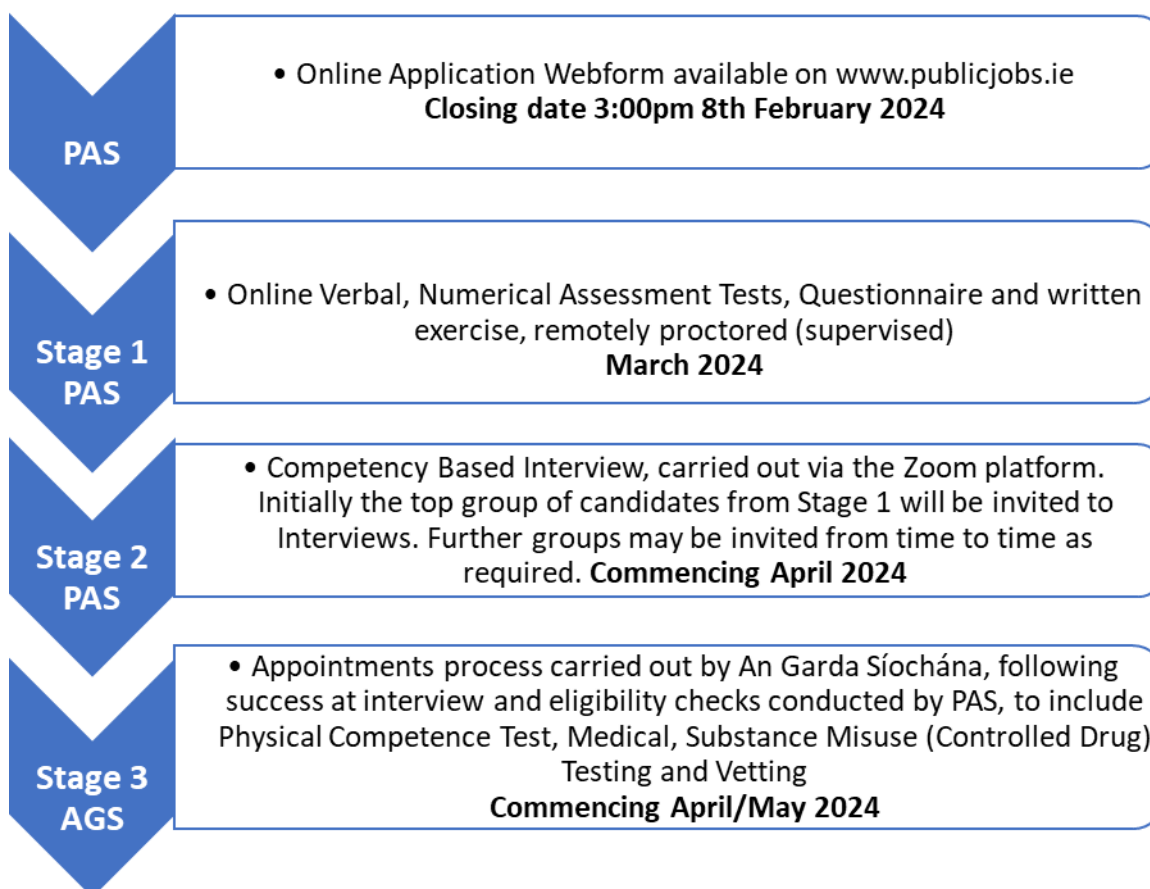 PAS
• Online Application Webform available on www.publicjobs.ie
Closing date 3:00pm 8th February 2024
Stage 1
PAS
• Online Verbal, Numerical Assessment Tests, Questionnaire and written
exercise, remotely proctored (supervised)
March 2024
Stage 2
PAS
• Competency Based Interview, carried out via the Zoom platform.
Initially the top group of candidates from Stage 1 will be invited to
Interviews. Further groups may be invited from time to time as
required. Commencing April 2024
Stage 3
AGS
• Appointments process carried out by An Garda Síochána, following
success at interview and eligibility checks conducted by PAS, to include
Physical Competence Test, Medical, Substance Misuse (Controlled Drug)
Testing and Vetting
Commencing April/May 2024